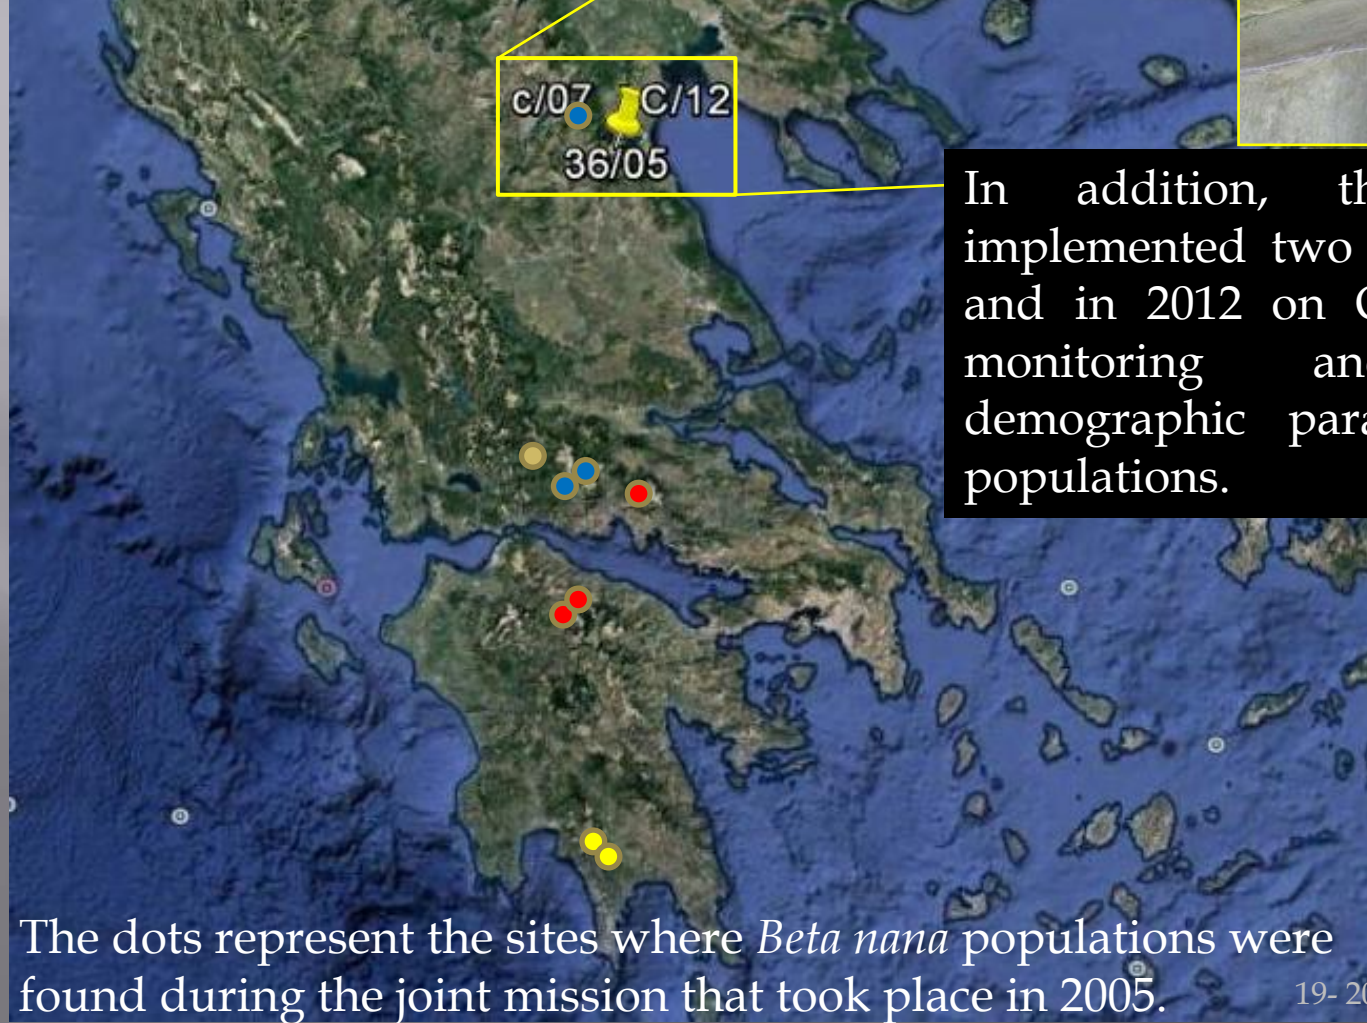 c/07 C/12
36/05
In addition,
implemented two
and in 2012 on
monitoring
demographic
populations.
The dots represent the sites where Beta nana populations were
found during the joint mission that took place in 2005.
19-